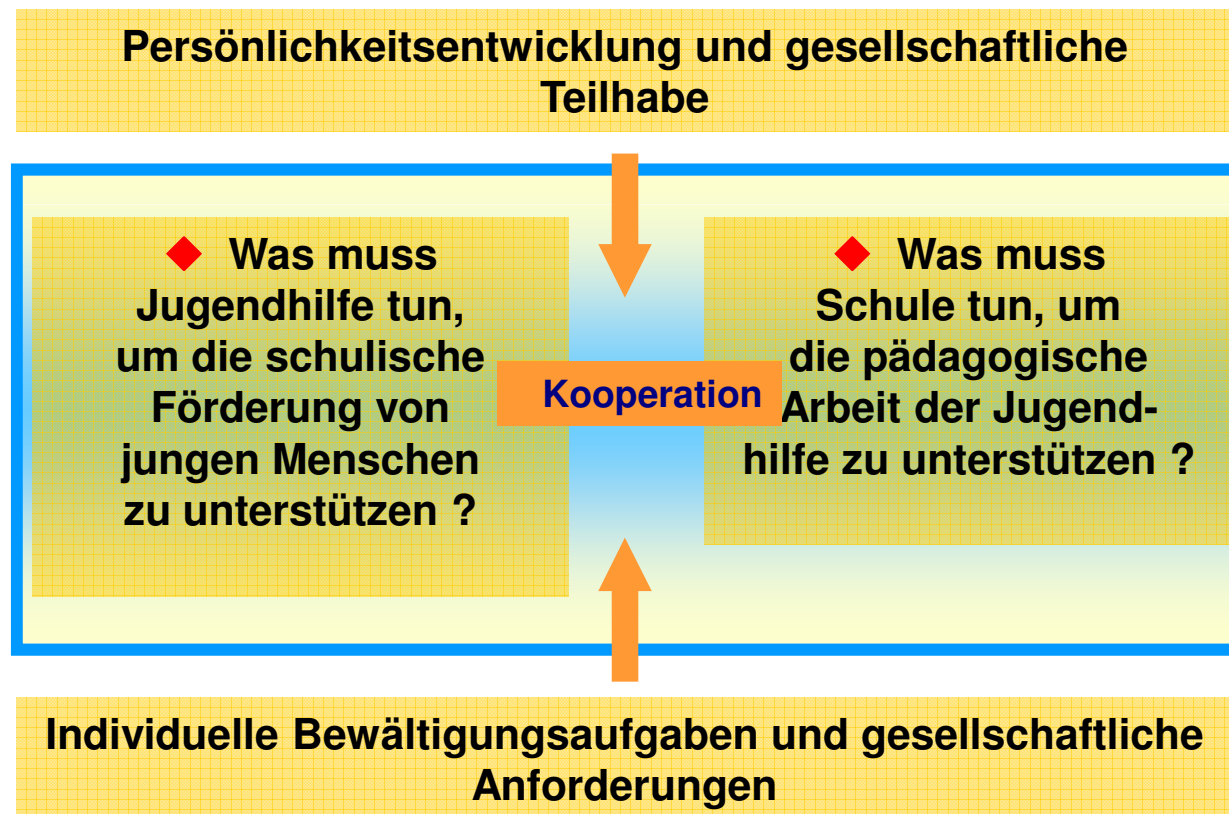 Persönlichkeitsentwicklung und gesellschaftliche
Teilhabe
◆ Was muss
Jugendhilfe tun,
um die schulische
Förderung von
jungen Menschen
zu unterstützen ?
Kooperation
◆ Was muss
Schule tun, um
die pädagogische
Arbeit der Jugend-
hilfe zu unterstützen ?
Individuelle Bewältigungsaufgaben und gesellschaftliche
Anforderungen